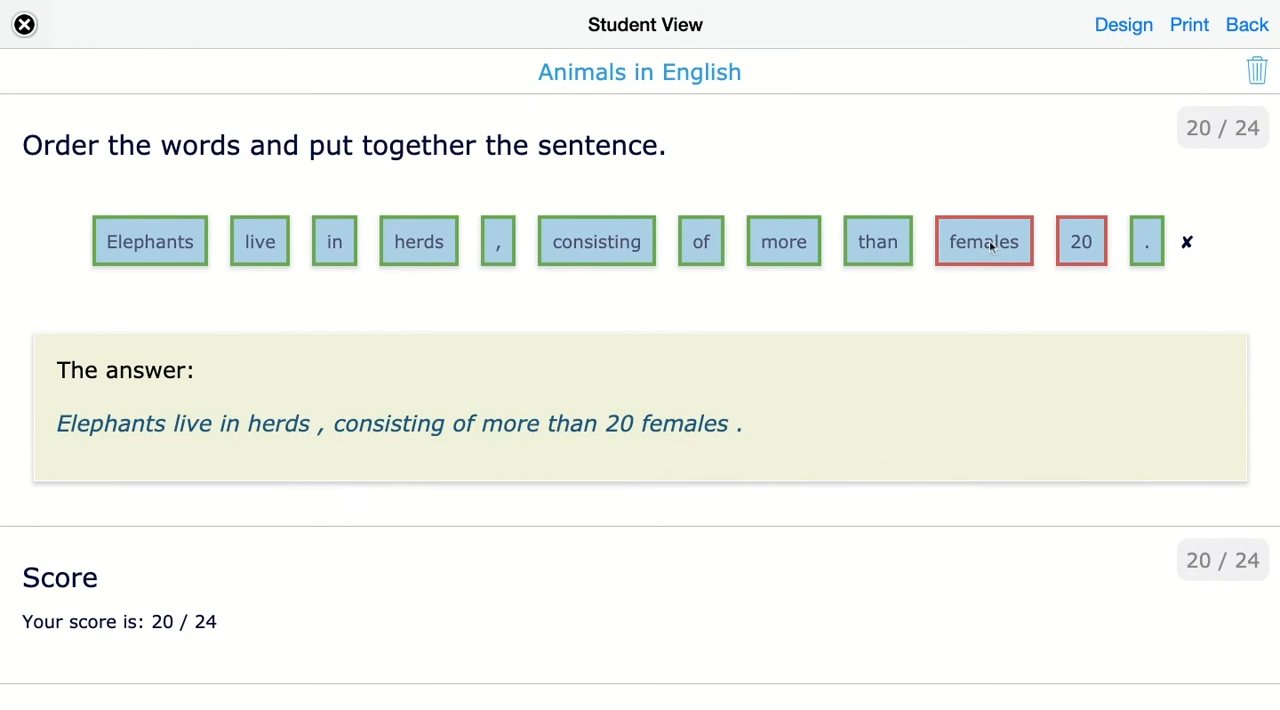 Student View
Design Print Back
Animals in English
20 / 24
Order the words and put together the sentence.
Elephants live in herds , consisting of more than females 20 . ✘
The answer:
Elephants live in herds , consisting of more than 20 females .
20 / 24
Score
Your score is: 20 / 24